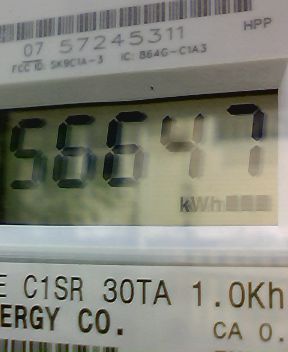 07 57245311 HPP
FCC ID: SK9C1A-3 IC: 864G-C1A3
56647
kWh
E C1SR 30TA 1.0Kh
ERGY CO. CA 0.